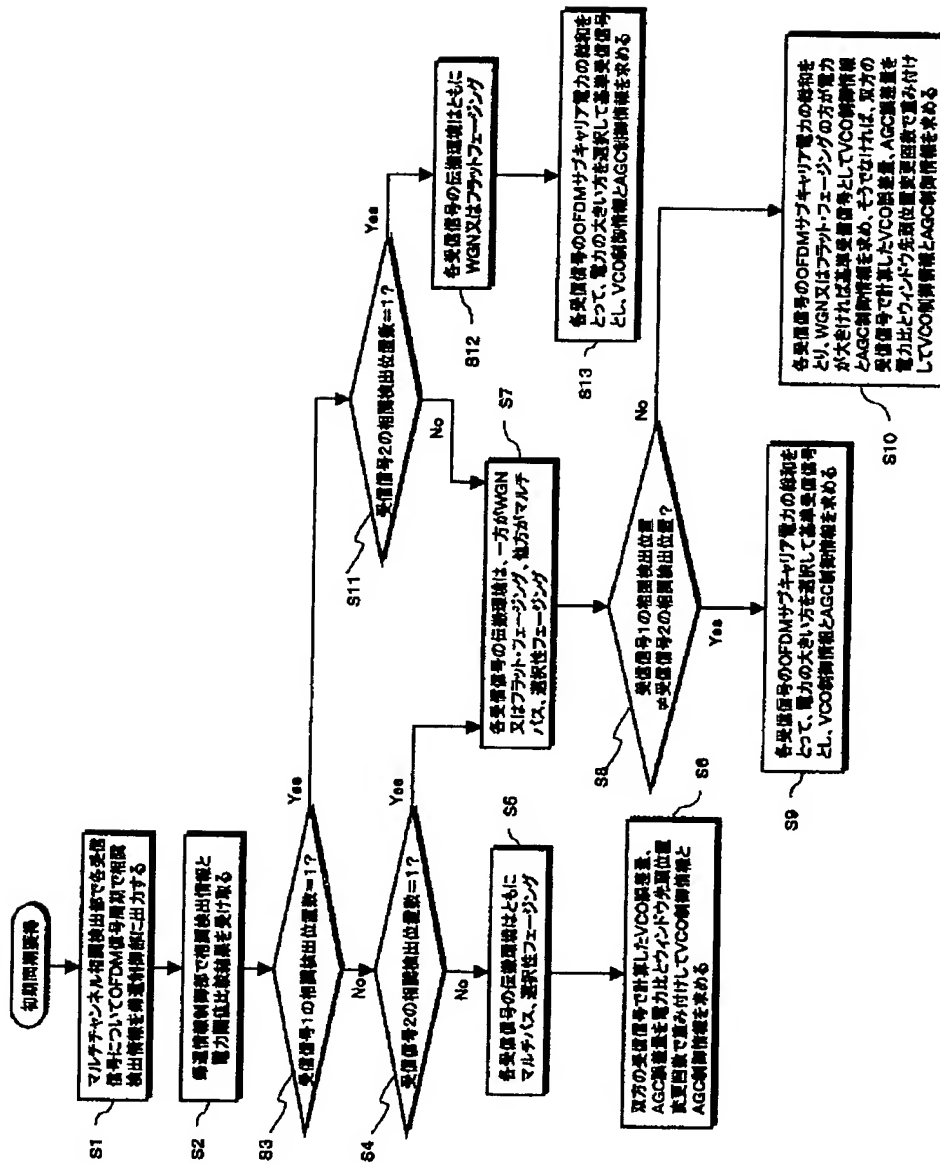 初期同期獲得
S1
マルチチャンネル相関検出部で各受信
信号についてOFDM信号周期で相関
検出情報を帰還制御部に出力する
S2
帰還情報制御部で相関検出情報と
電力閾値比較結果を受け取る
S3
受信信号1の相関検出位置数=1?
Yes
No
S4
受信信号2の相関検出位置数=1?
Yes
No
S5
各受信信号の伝搬環境はともに
マルチパス、選択性フェージング
S6
双方の受信信号で計算したVCO誤差量、
AGC誤差量を電力比とウィンドウ先頭位置
変更回数で重み付けしてVCO制御情報と
AGC制御情報を求める
S11
受信信号2の相関検出位置数=1?
Yes
No
S7
各受信信号の伝搬環境は、一方がWGN
又はフラット・フェージング、他方がマルチ
パス、選択性フェージング
S8
受信信号1の相関検出位置
≠受信信号2の相関検出位置?
Yes
No
S9
各受信信号のOFDMサブキャリア電力の総和を
とって、電力の大きい方を選択して基準受信信号
とし、VCO制御情報とAGC制御情報を求める
S12
各受信信号の伝搬環境はともに
WGN又はフラットフェージング
S13
各受信信号のOFDMサブキャリア電力の総和を
とって、電力の大きい方を選択して基準受信信号
とし、VCO制御情報とAGC制御情報を求める
S10
各受信信号のOFDMサブキャリア電力の総和を
とり、WGN又はフラット・フェージングの方が電力
が大きければ基準受信信号としてVCO制御情報
とAGC制御情報を求め、そうでなければ、双方の
受信信号で計算したVCO誤差量、AGC誤差量を
電力比とウィンドウ先頭位置変更回数で重み付け
してVCO制御情報とAGC制御情報を求める